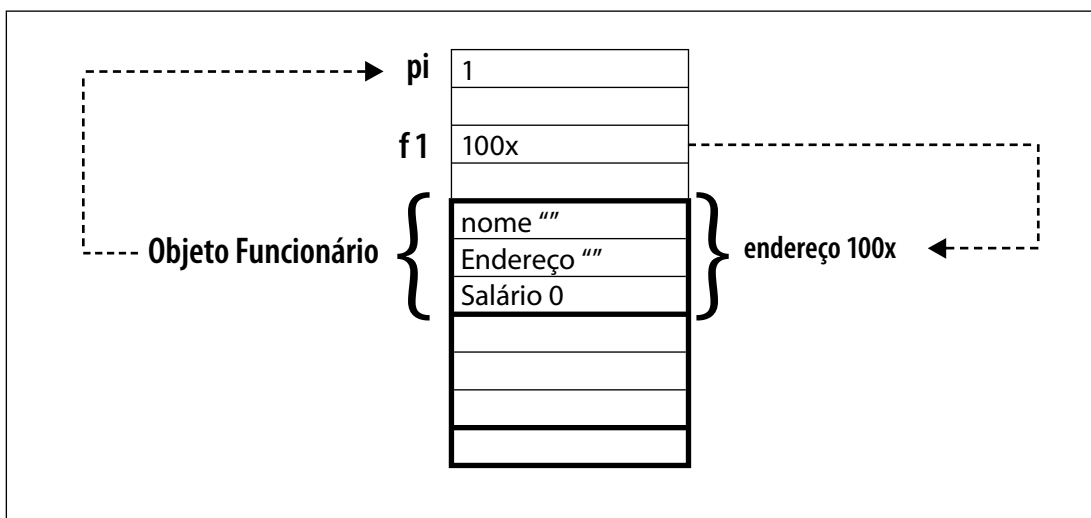 pi 1
f 1 100x
nome “”
Objeto Funcionário Endereço “” endereço 100x
Salário 0